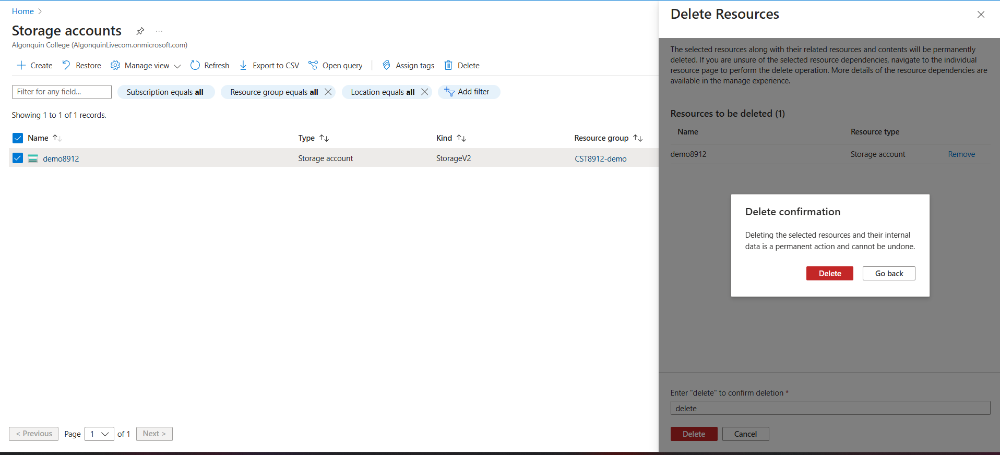 Home
Storage accounts
Algonquin College (AlgonquinLivecom.onmicrosoft.com)
Create Restore Manage view Refresh Export to CSV Open query Assign tags Delete
Filter for any field... Subscription equals all Resource group equals all Location equals all Add filter
Showing 1 to 1 of 1 records.
Name Type Kind Resource group
demo8912 Storage account StorageV2 CST8912-demo
< Previous Page 1 of 1 Next >
Delete Resources
The selected resources along with their related resources and contents will be permanently
deleted. If you are unsure of the selected resource dependencies, navigate to the individual
resource page to perform the delete operation. More details of the resource dependencies are
available in the manage experience.
Resources to be deleted (1)
Name Resource type
demo8912 Storage account Remove
Delete confirmation
Deleting the selected resources and their internal
data is a permanent action and cannot be undone.
Delete Go back
Enter "delete" to confirm deletion *
delete
Delete Cancel